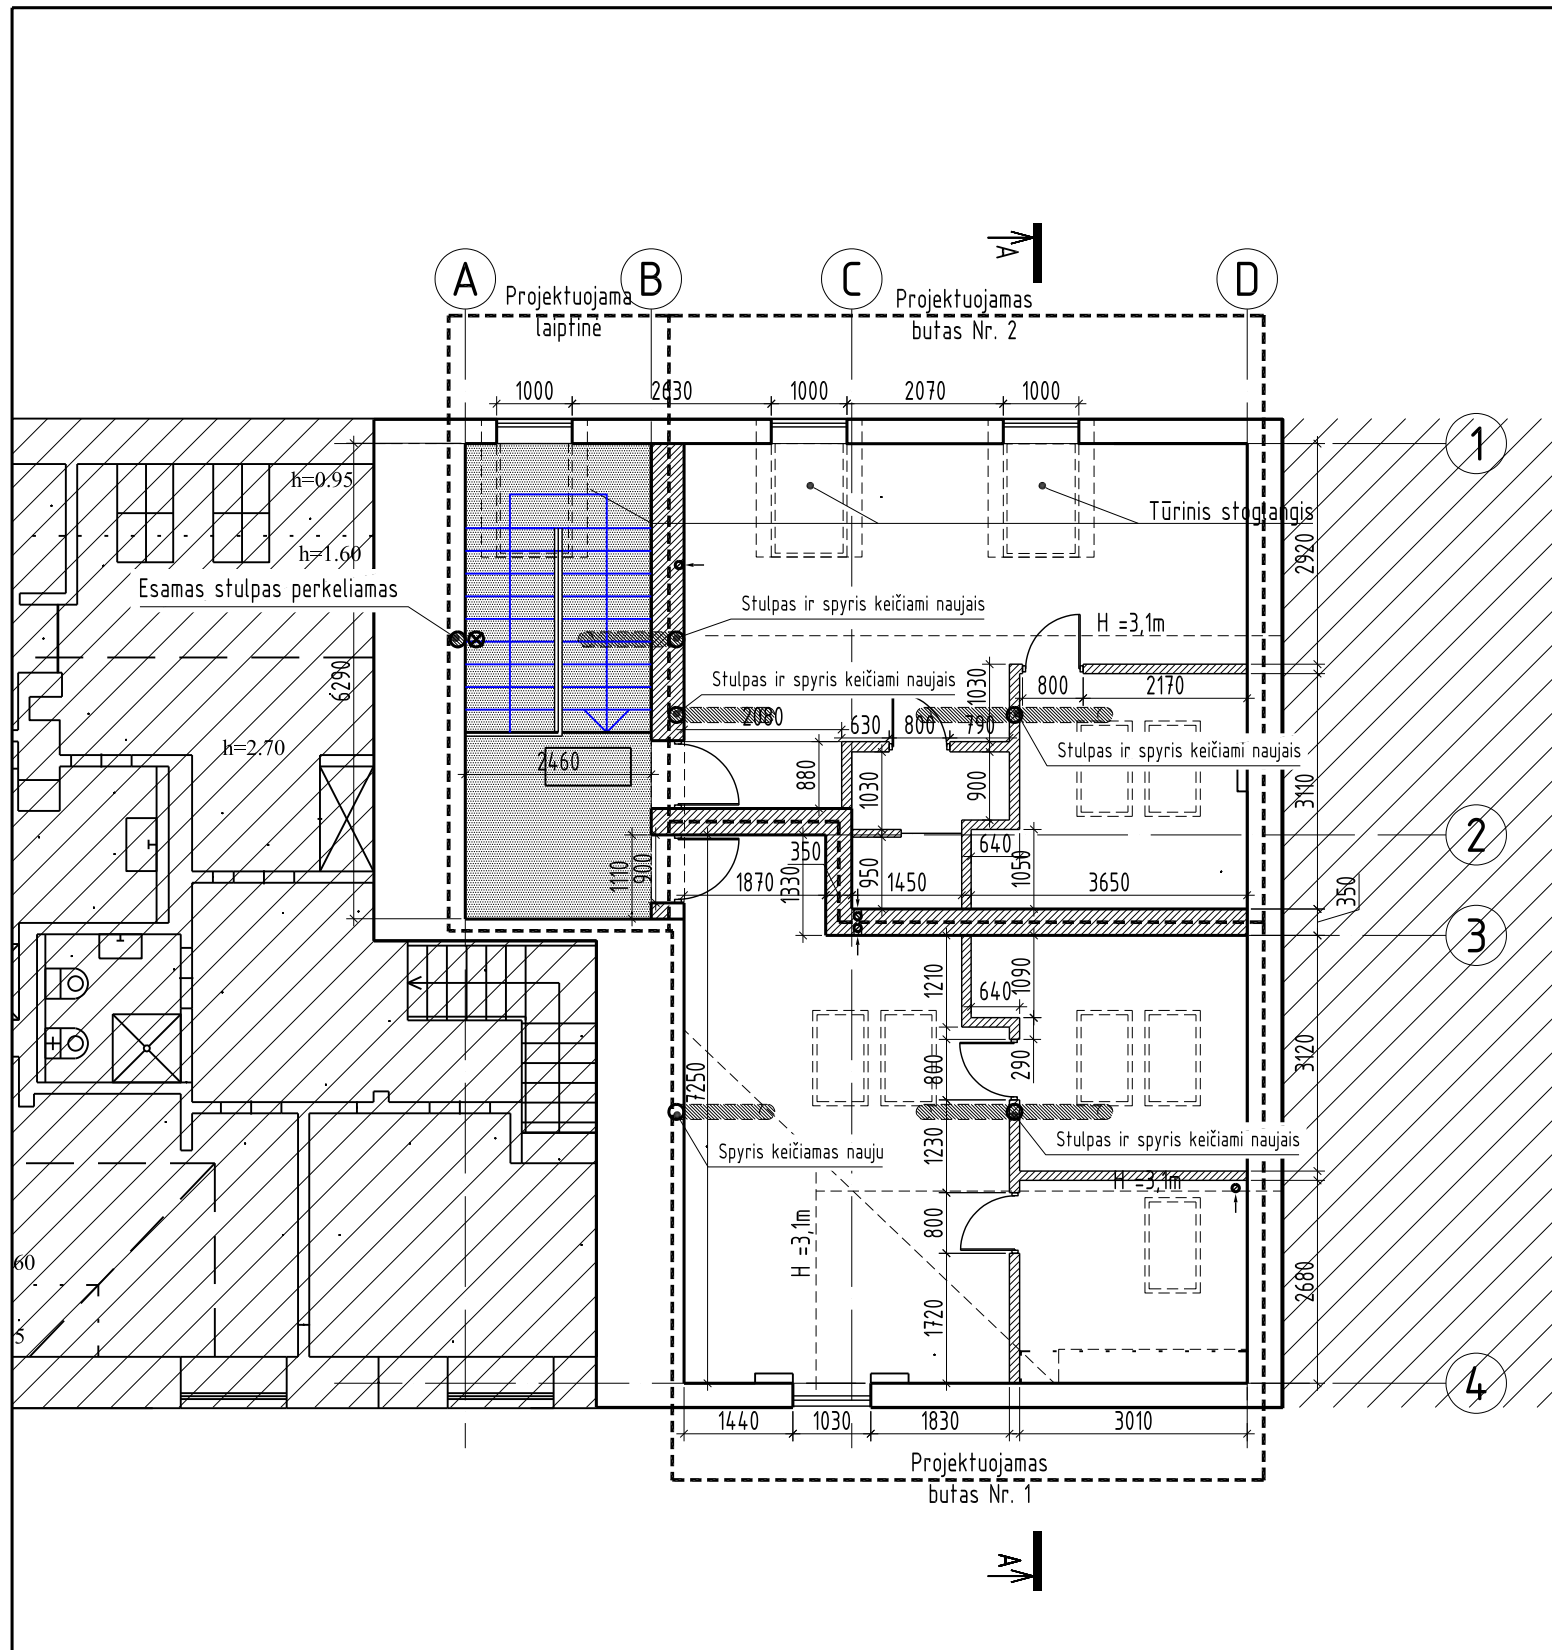 A
A
B
C
D
Projektuojama
laiptinė
Projektuojamas
butas Nr. 2
1000
2630
1000
2070
1000
1
h=0.95
Tūrinis stoglangis
h=1.60
2920
Esamas stulpas perkeliamas
Stulpas ir spyris keičiami naujais
H =3,1m
6290
Stulpas ir spyris keičiami naujais
1030
800
2170
2080
630
800
790
h=2.70
Stulpas ir spyris keičiami naujais
2460
880
1030
900
3110
2
350
640
1050
1110
900
1870
1330
950
1450
3650
350
3
1210
640
1090
7250
800
290
3120
1230
Stulpas ir spyris keičiami naujais
Spyris keičiamas nauju
H =3,1m
H =3,1m
800
60
2680
5
1720
4
1440
1030
1830
3010
Projektuojamas
butas Nr. 1
A